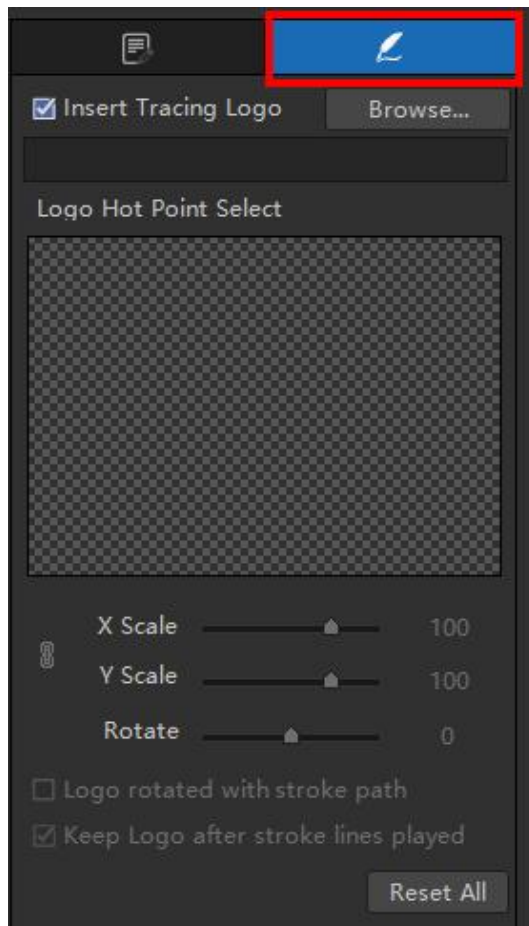 Insert Tracing Logo Browse...
Logo Hot Point Select
X Scale 100
Y Scale 100
Rotate 0
Logo rotated with stroke path
Keep Logo after stroke lines played
Reset All